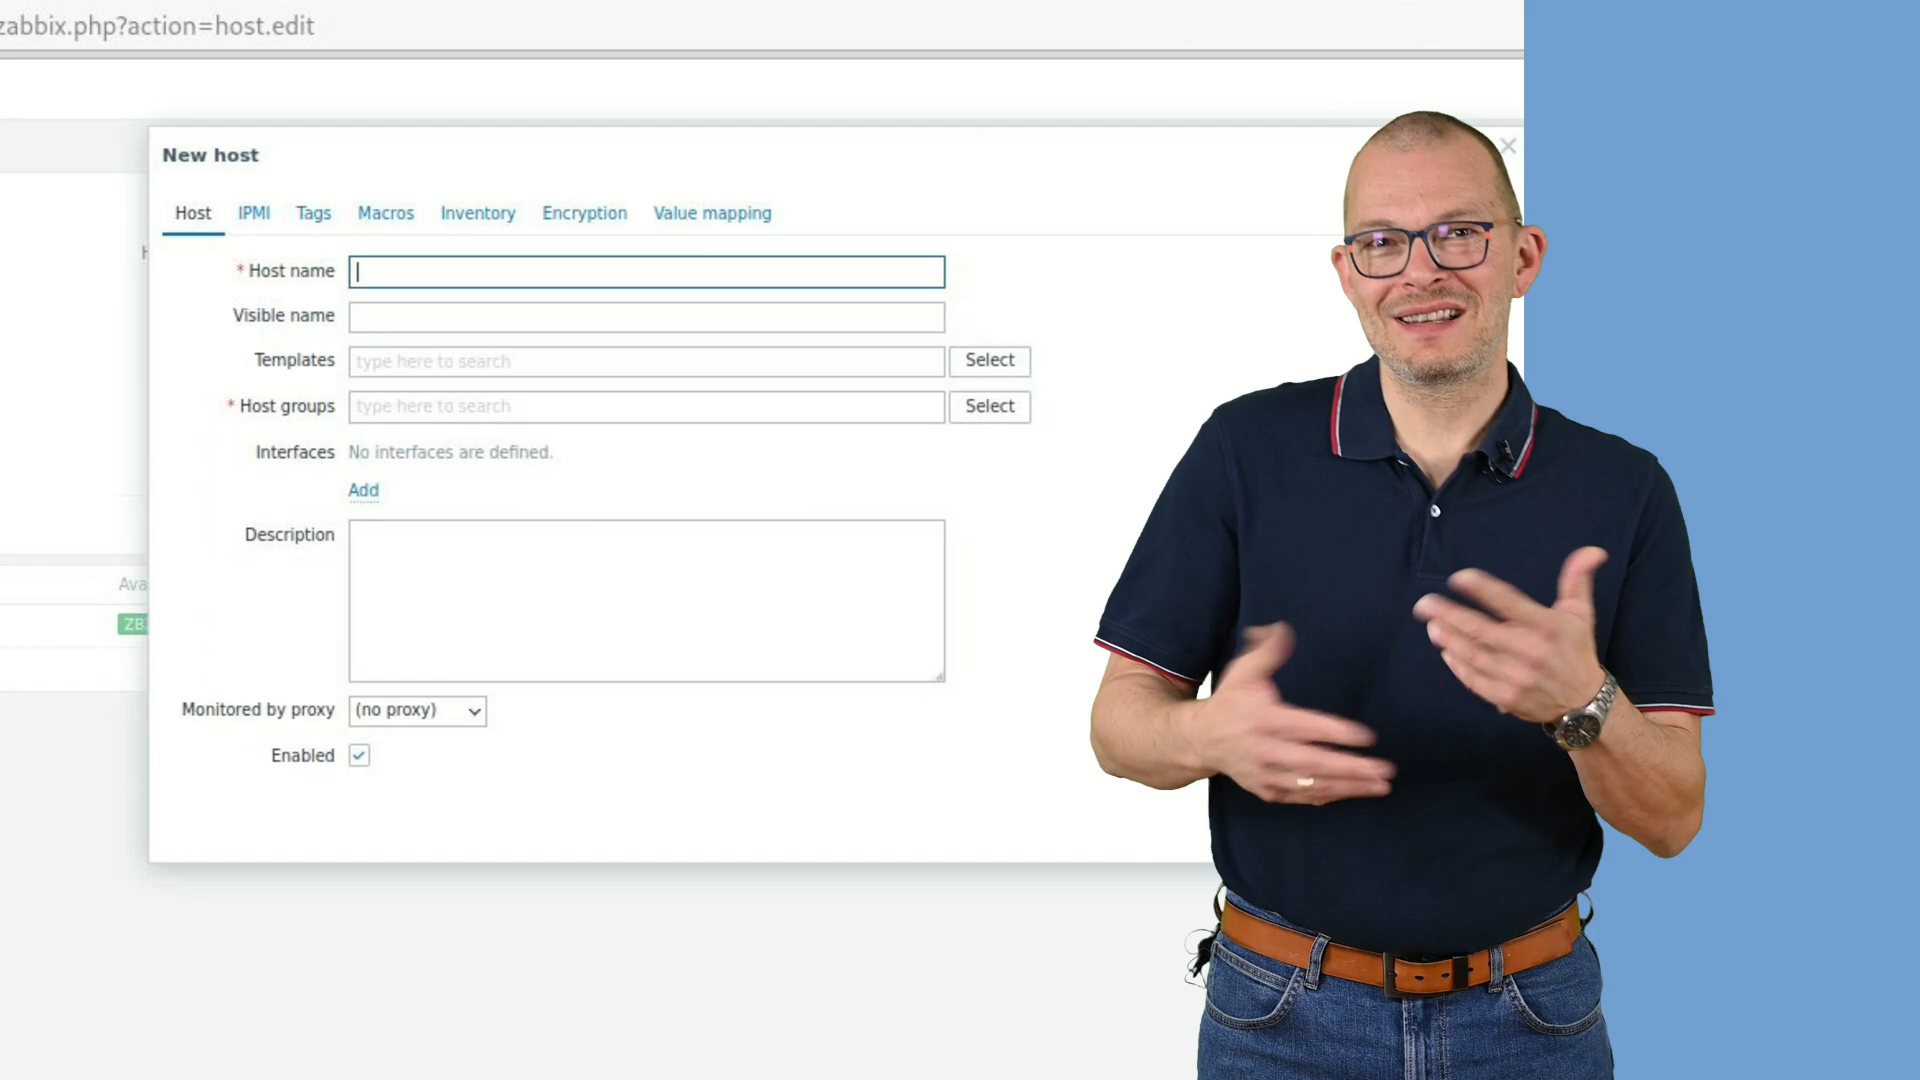 zabbix.php?action=host.edit
New host
Host IPMI Tags Macros Inventory Encryption Value mapping
* Host name
Visible name
Templates type here to search Select
* Host groups type here to search Select
Interfaces No interfaces are defined.
Add
Description
Ava
ZB
Monitored by proxy (no proxy)
Enabled